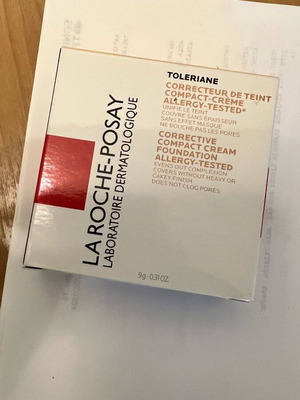 LA ROCHE-POSAY
LABORATOIRE DERMATOLOGIQUE
TOLERIANE
CORRECTEUR DE TEINT
COMPACT-CRÈME
ALLERGY-TESTED*
UNIFIE LE TEINT
COUVRE SANS ÉPAISSEUR
SANS EFFET MASQUE
NE BOUCHE PAS LES PORES
CORRECTIVE
COMPACT CREAM
FOUNDATION
ALLERGY-TESTED
EVENS OUT COMPLEXION
COVERS WITHOUT HEAVY OR
CAKEY FINISH
DOES NOT CLOG PORES
9g-0.31 OZ.